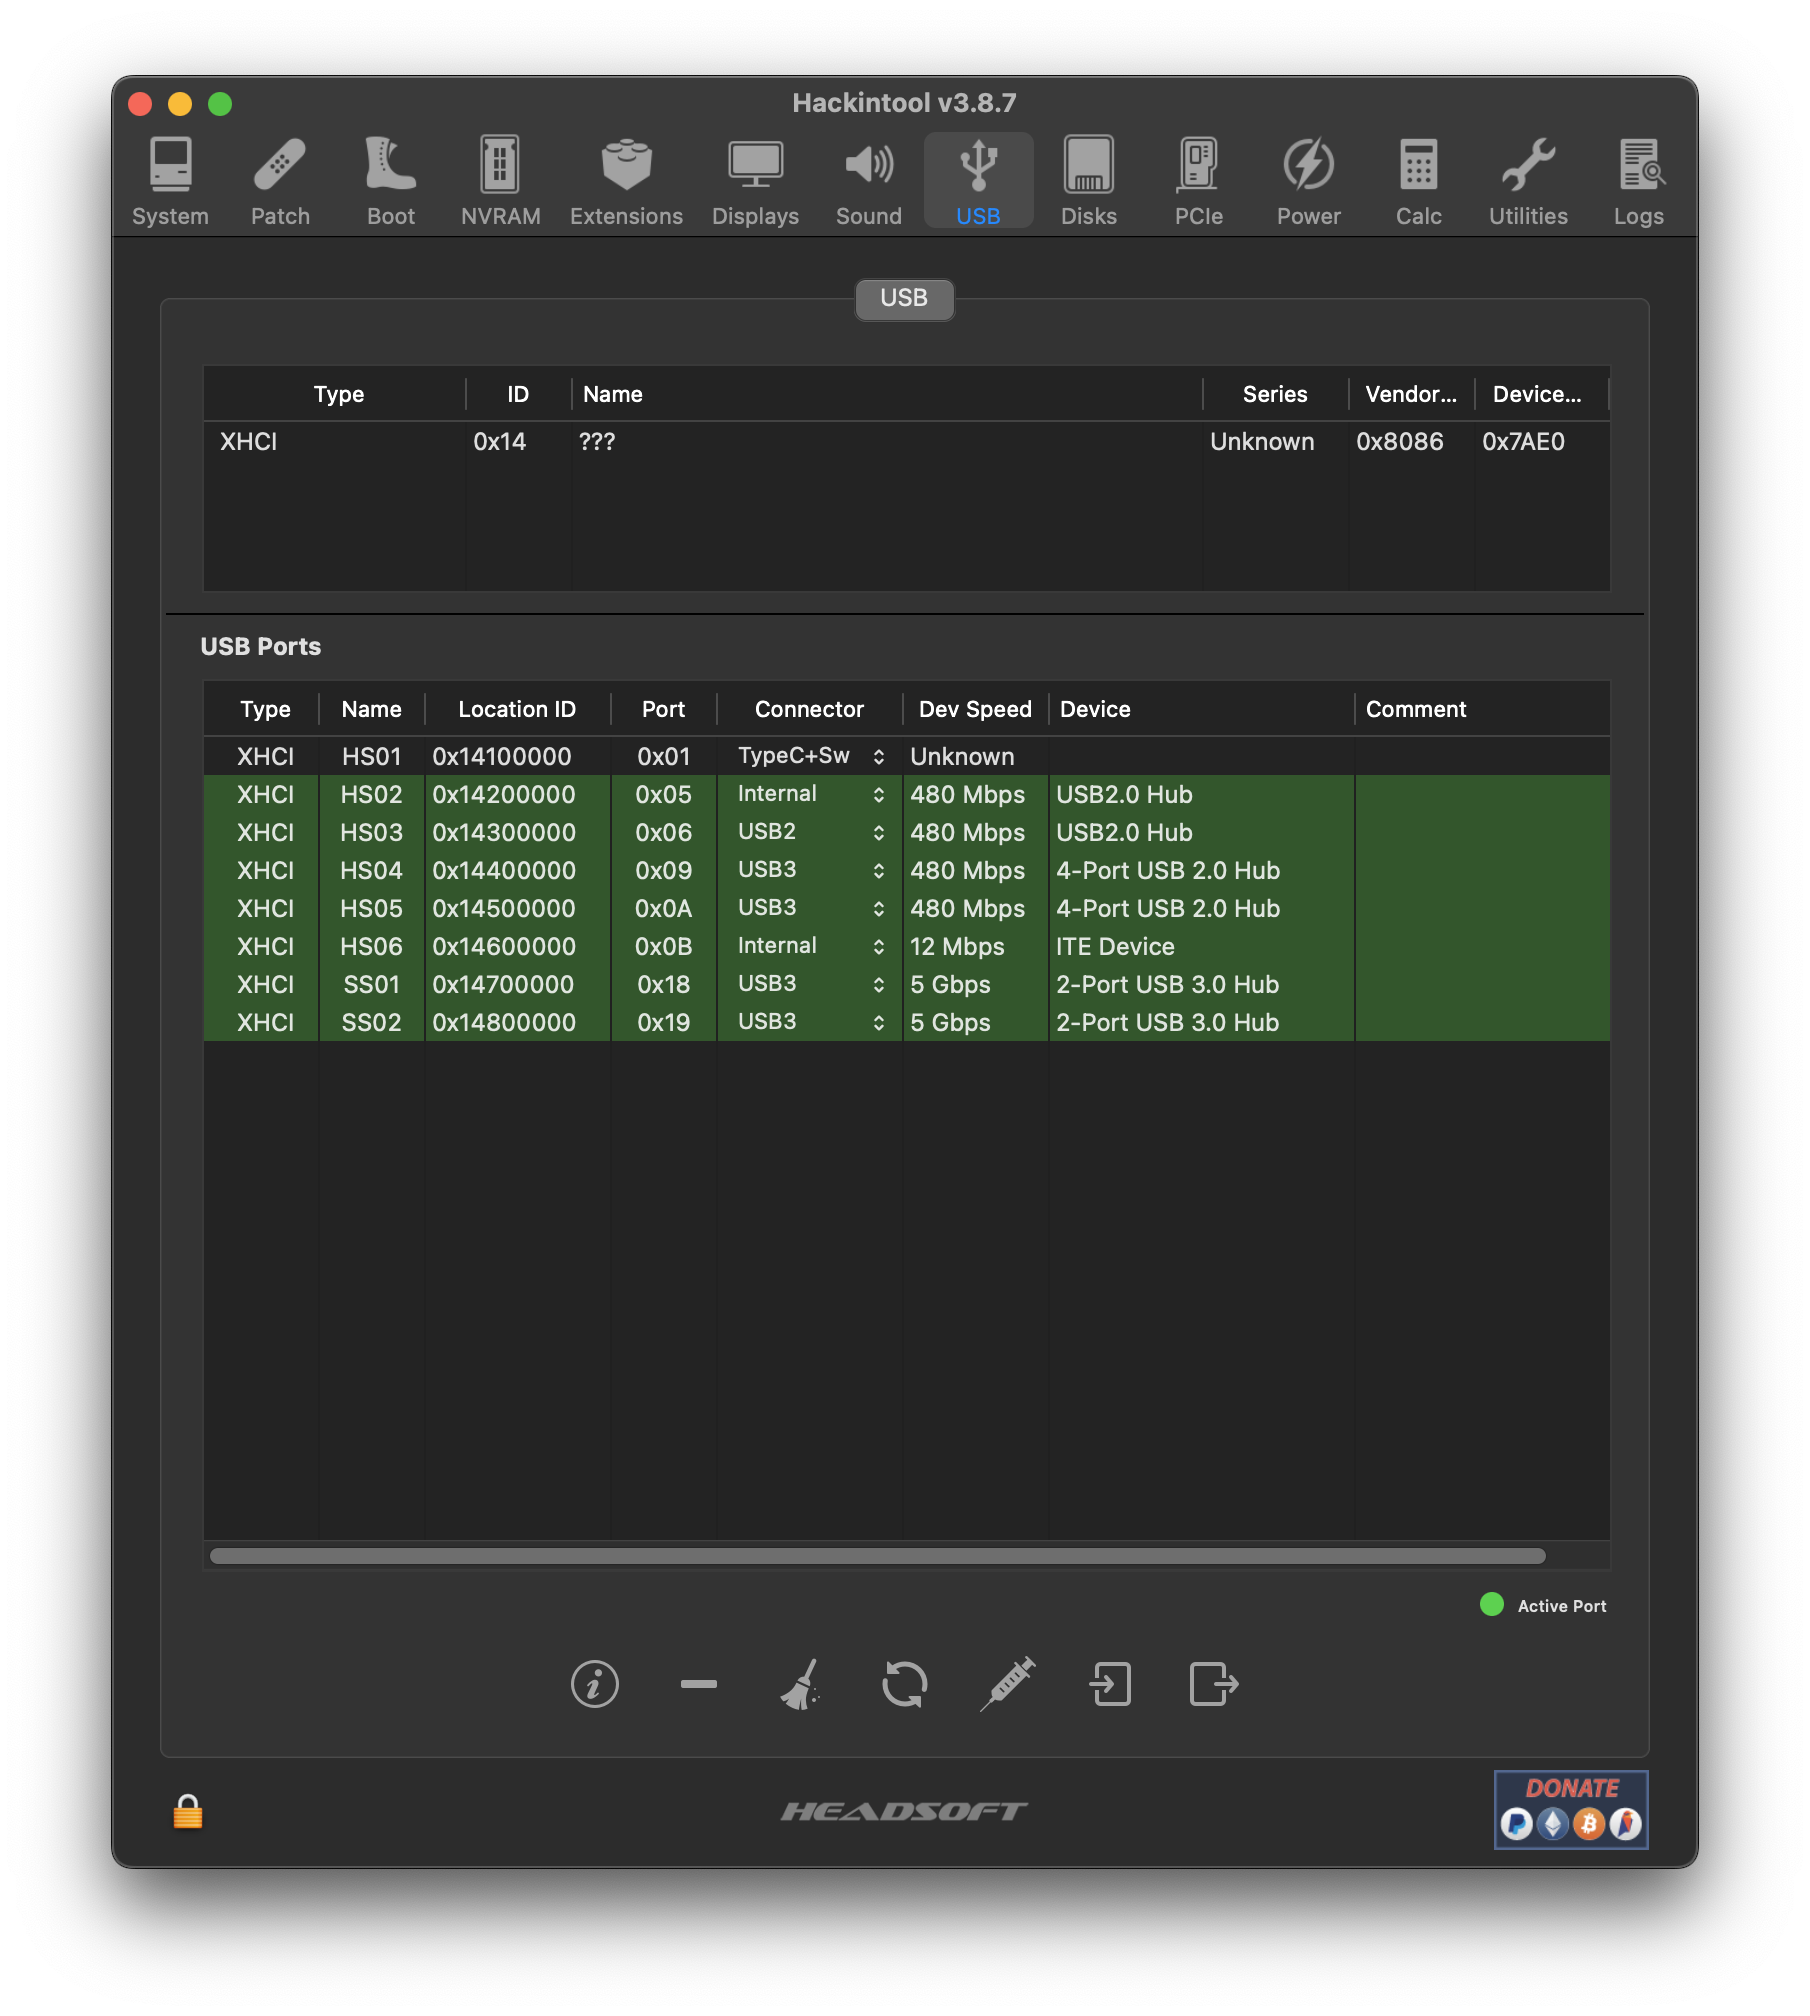 Hackintool v3.8.7
System Patch Boot NVRAM Extensions Displays Sound USB Disks PCIe Power Calc Utilities Logs
USB
Type ID Name Series Vendor... Device...
XHCI 0x14 ??? Unknown 0x8086 0x7AE0
USB Ports
Type Name Location ID Port Connector Dev Speed Device Comment
XHCI HS01 0x14100000 0x01 TypeC+Sw Unknown
XHCI HS02 0x14200000 0x05 Internal 480 Mbps USB2.0 Hub
XHCI HS03 0x14300000 0x06 USB2 480 Mbps USB2.0 Hub
XHCI HS04 0x14400000 0x09 USB3 480 Mbps 4-Port USB 2.0 Hub
XHCI HS05 0x14500000 0x0A USB3 480 Mbps 4-Port USB 2.0 Hub
XHCI HS06 0x14600000 0x0B Internal 12 Mbps ITE Device
XHCI SS01 0x14700000 0x18 USB3 5 Gbps 2-Port USB 3.0 Hub
XHCI SS02 0x14800000 0x19 USB3 5 Gbps 2-Port USB 3.0 Hub
Active Port
HEADSOFT
DONATE